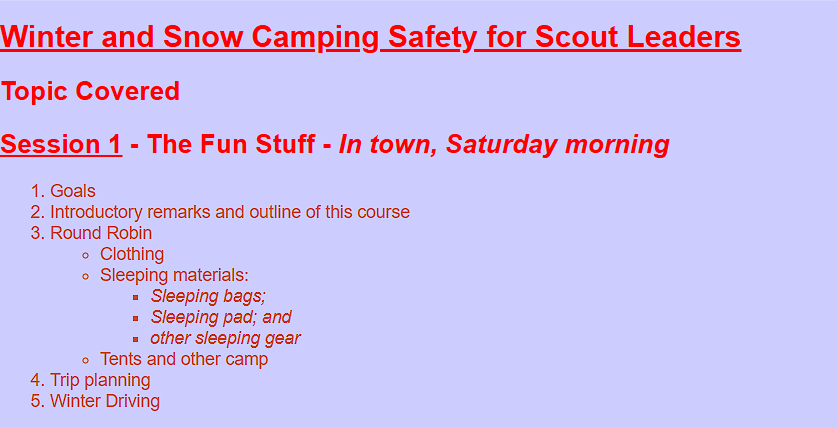 Winter and Snow Camping Safety for Scout Leaders
Topic Covered
Session 1 - The Fun Stuff - In town, Saturday morning
1. Goals
2. Introductory remarks and outline of this course
3. Round Robin
◦ Clothing
◦ Sleeping materials:
▪ Sleeping bags;
▪ Sleeping pad; and
▪ other sleeping gear
◦ Tents and other camp
4. Trip planning
5. Winter Driving